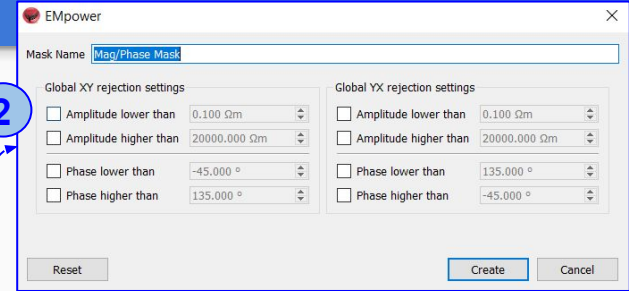 EMpower
Mask Name Mag/Phase Mask
Global XY rejection settings
Amplitude lower than 0.100 Ωm
Amplitude higher than 20000.000 Ωm
Phase lower than -45.000 º
Phase higher than 135.000 º
Global YX rejection settings
Amplitude lower than 0.100 Ωm
Amplitude higher than 20000.000 Ωm
Phase lower than 135.000 º
Phase higher than -45.000 º
2
Reset Create Cancel